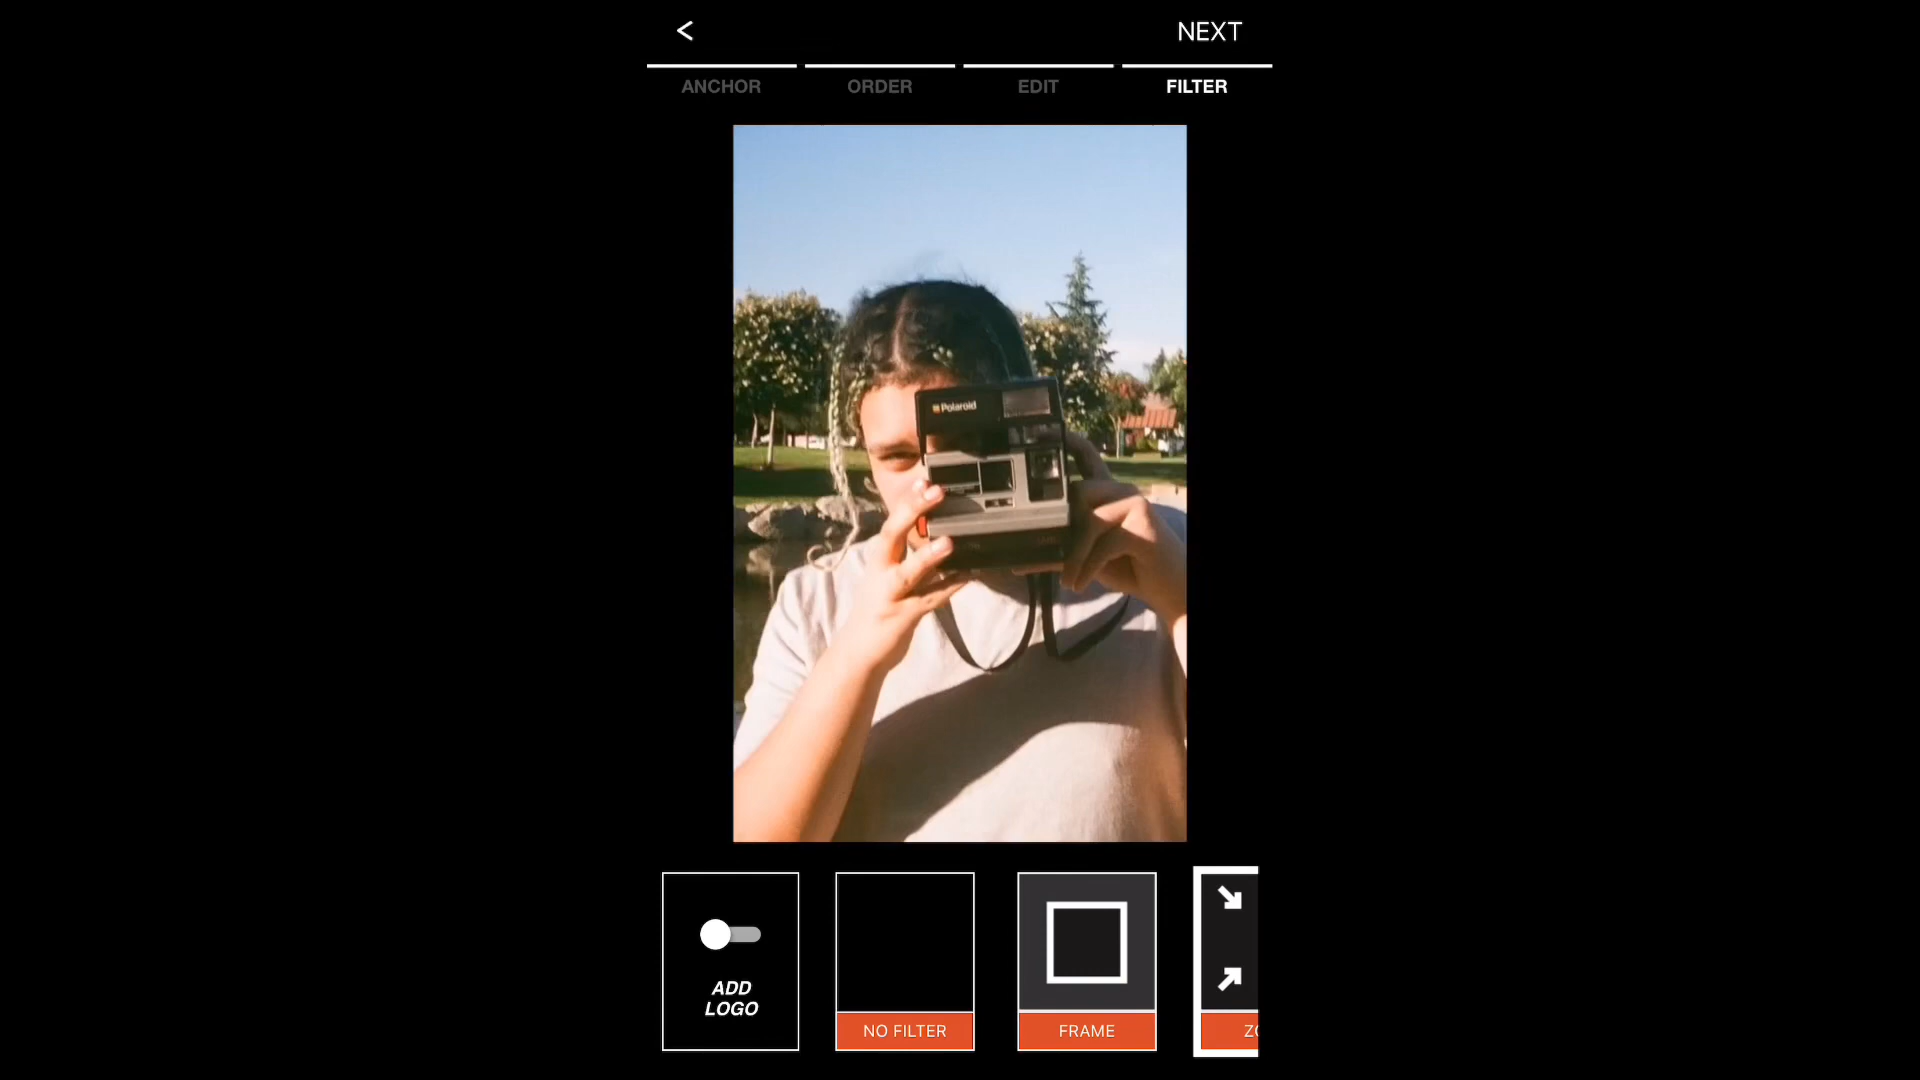 <
NEXT
ANCHOR
ORDER
EDIT
FILTER
Polaroid
ADD
LOGO
NO FILTER
FRAME